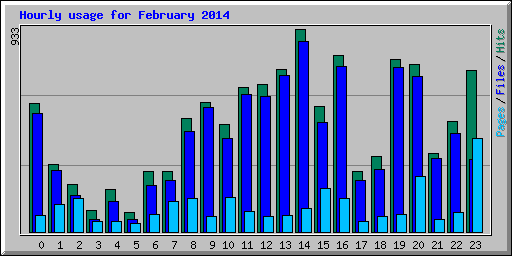 Hourly usage for February 2014
933
Pages / Files / Hits
0 1 2 3 4 5 6 7 8 9 10 11 12 13 14 15 16 17 18 19 20 21 22 23